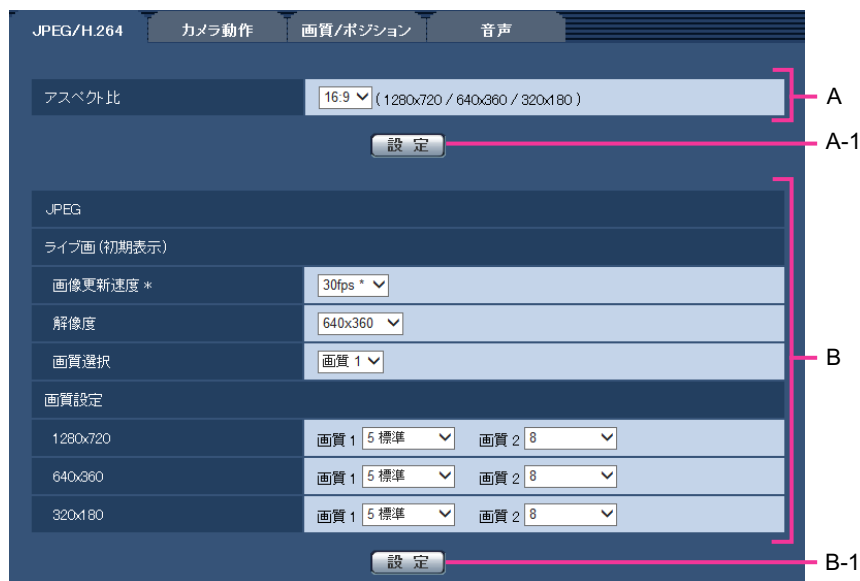 JPEG/H.264 カメラ動作 画質/ポジション 音声
アスペクト比 16:9 ( 1280x720 / 640x360 / 320x180 ) A
設 定 A-1
JPEG
ライブ画(初期表示)
画像更新速度 * 30fps *
解像度 640x360
画質選択 画質 1 B
画質設定
1280x720 画質 1 5 標準 画質 2 8
640x360 画質 1 5 標準 画質 2 8
320x180 画質 1 5 標準 画質 2 8
設 定 B-1